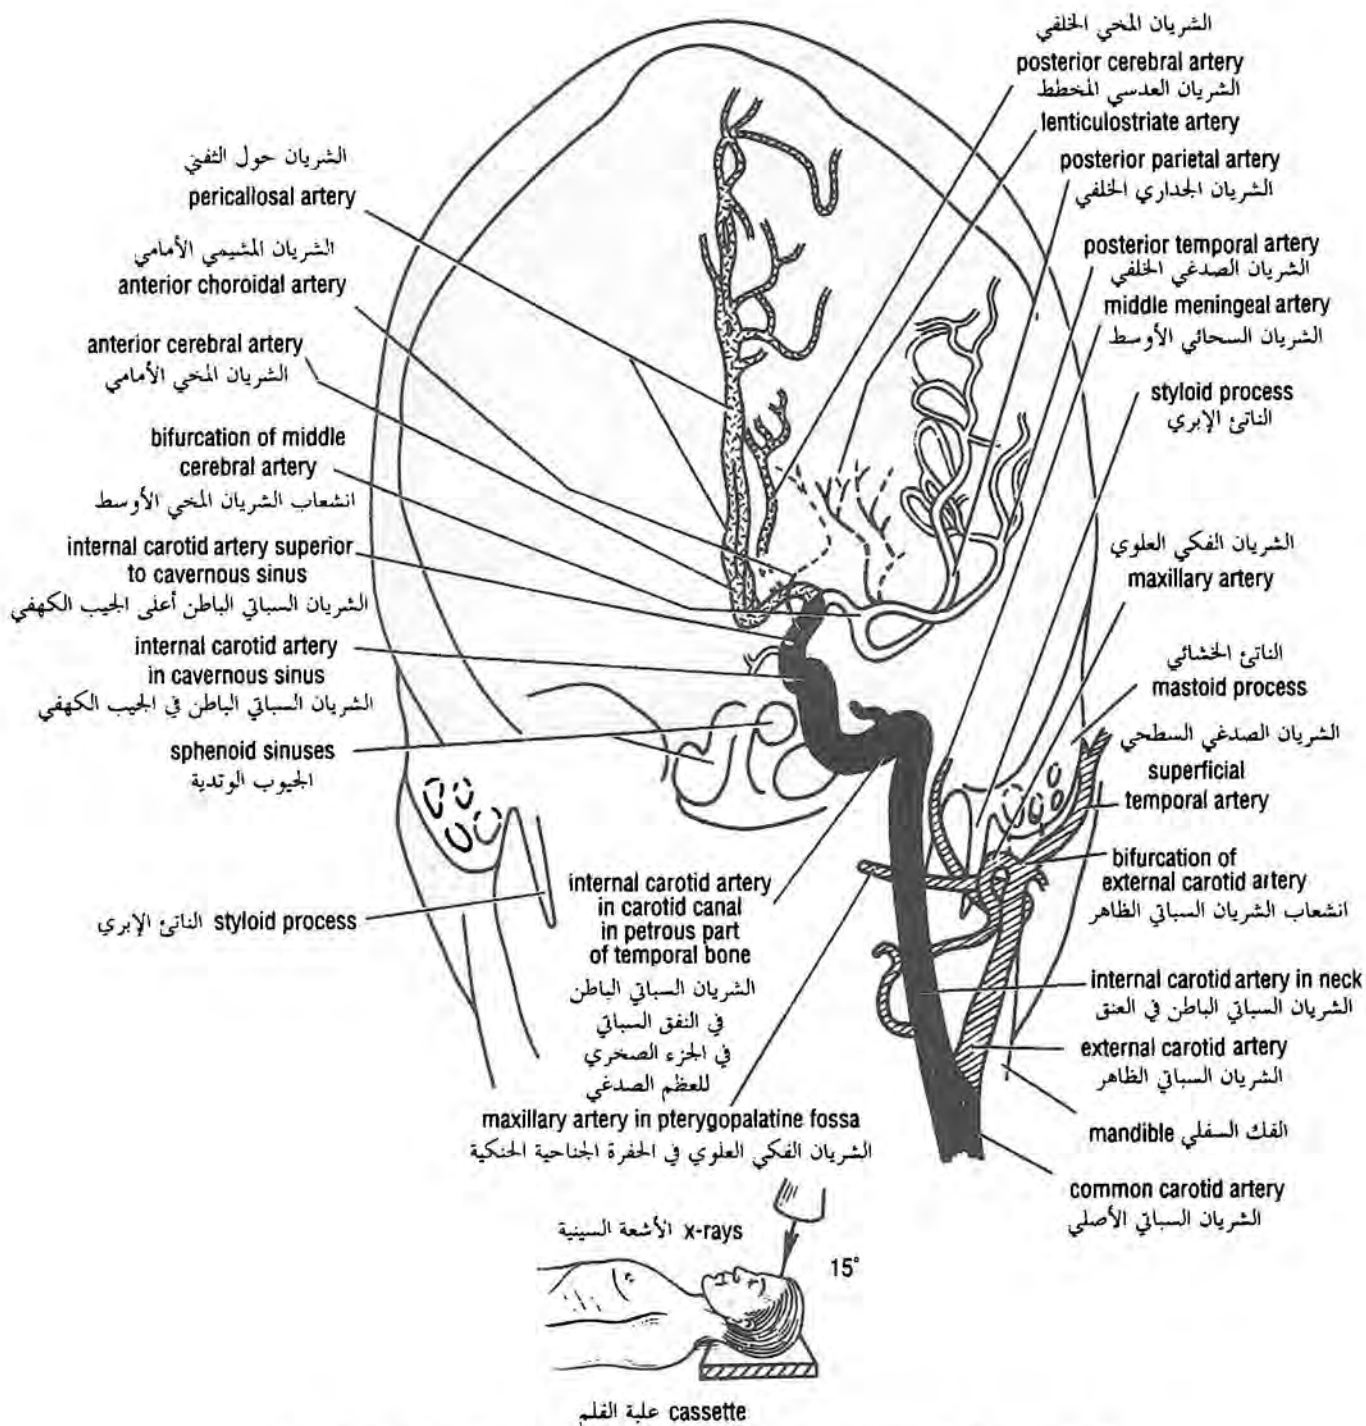 الشريان المخي الخلفي
posterior cerebral artery
الشريان العدسي المخطط
lenticulostriate artery
posterior parietal artery
الشريان الجداري الخلفي
posterior temporal artery
الشريان الصدغي الخلفي
middle meningeal artery
الشريان السحائي الأوسط
styloid process
الناتئ الإبري
الشريان الفكي العلوي
maxillary artery
الناتئ الخشائي
mastoid process
الشريان الصدغي السطحي
superficial
temporal artery
bifurcation of
external carotid artery
انشعاب الشريان السباتي الظاهر
internal carotid artery in neck
الشريان السباتي الباطن في العنق
external carotid artery
الشريان السباتي الظاهر
mandible الفك السفلي
common carotid artery
الشريان السباتي الأصلي
الشريان حول الثفني
pericallosal artery
الشريان المشيمي الأمامي
anterior choroidal artery
anterior cerebral artery
الشريان المخي الأمامي
bifurcation of middle
cerebral artery
انشعاب الشريان المخي الأوسط
internal carotid artery superior
to cavernous sinus
الشريان السباتي الباطن أعلى الجيب الكهفي
internal carotid artery
in cavernous sinus
الشريان السباتي الباطن في الجيب الكهفي
sphenoid sinuses
الجيوب الوتدية
الناتئ الإبري styloid process
internal carotid artery
in carotid canal
in petrous part
of temporal bone
الشريان السباتي الباطن
في النفق السباتي
في الجزء الصخري
للعظم الصدغي
maxillary artery in pterygopalatine fossa
الشريان الفكي العلوي في الحفرة الجناحية الحنكية
الأشعة السينية x-rays
15°
علبة الفلم cassette